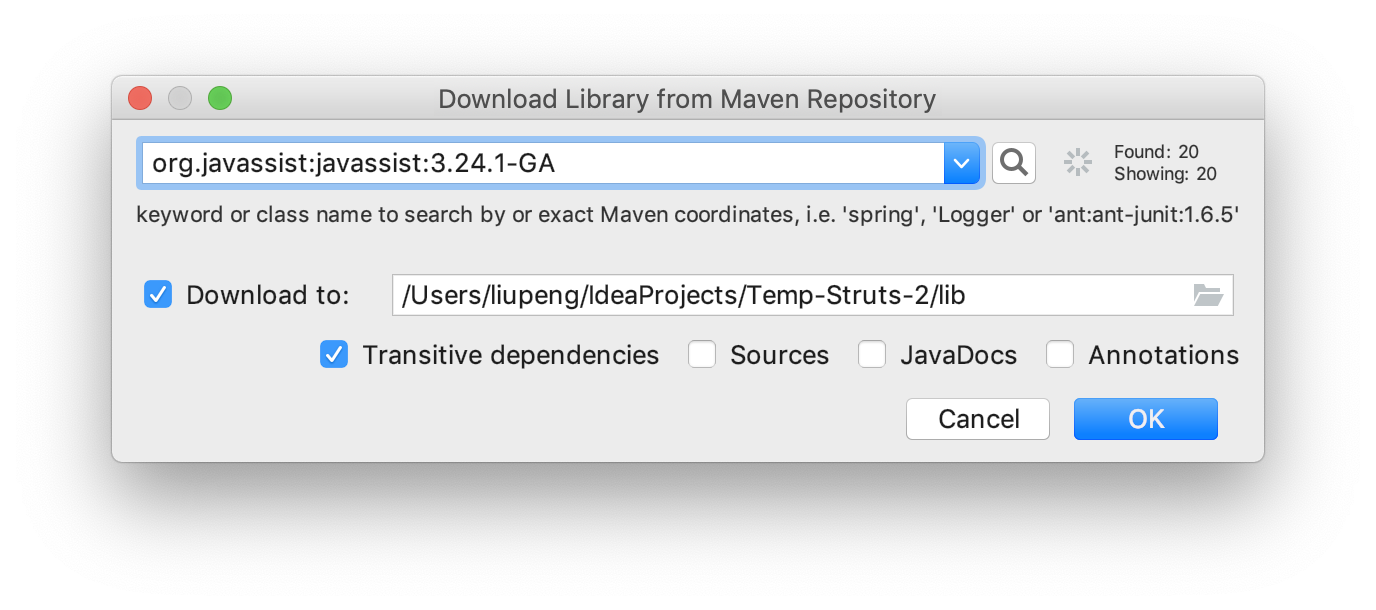 Download Library from Maven Repository
org.javassist:javassist:3.24.1-GA
Found: 20
Showing: 20
keyword or class name to search by or exact Maven coordinates, i.e. 'spring', 'Logger' or 'ant:ant-junit:1.6.5'
Download to: /Users/liupeng/IdeaProjects/Temp-Struts-2/lib
Transitive dependencies Sources JavaDocs Annotations
Cancel OK